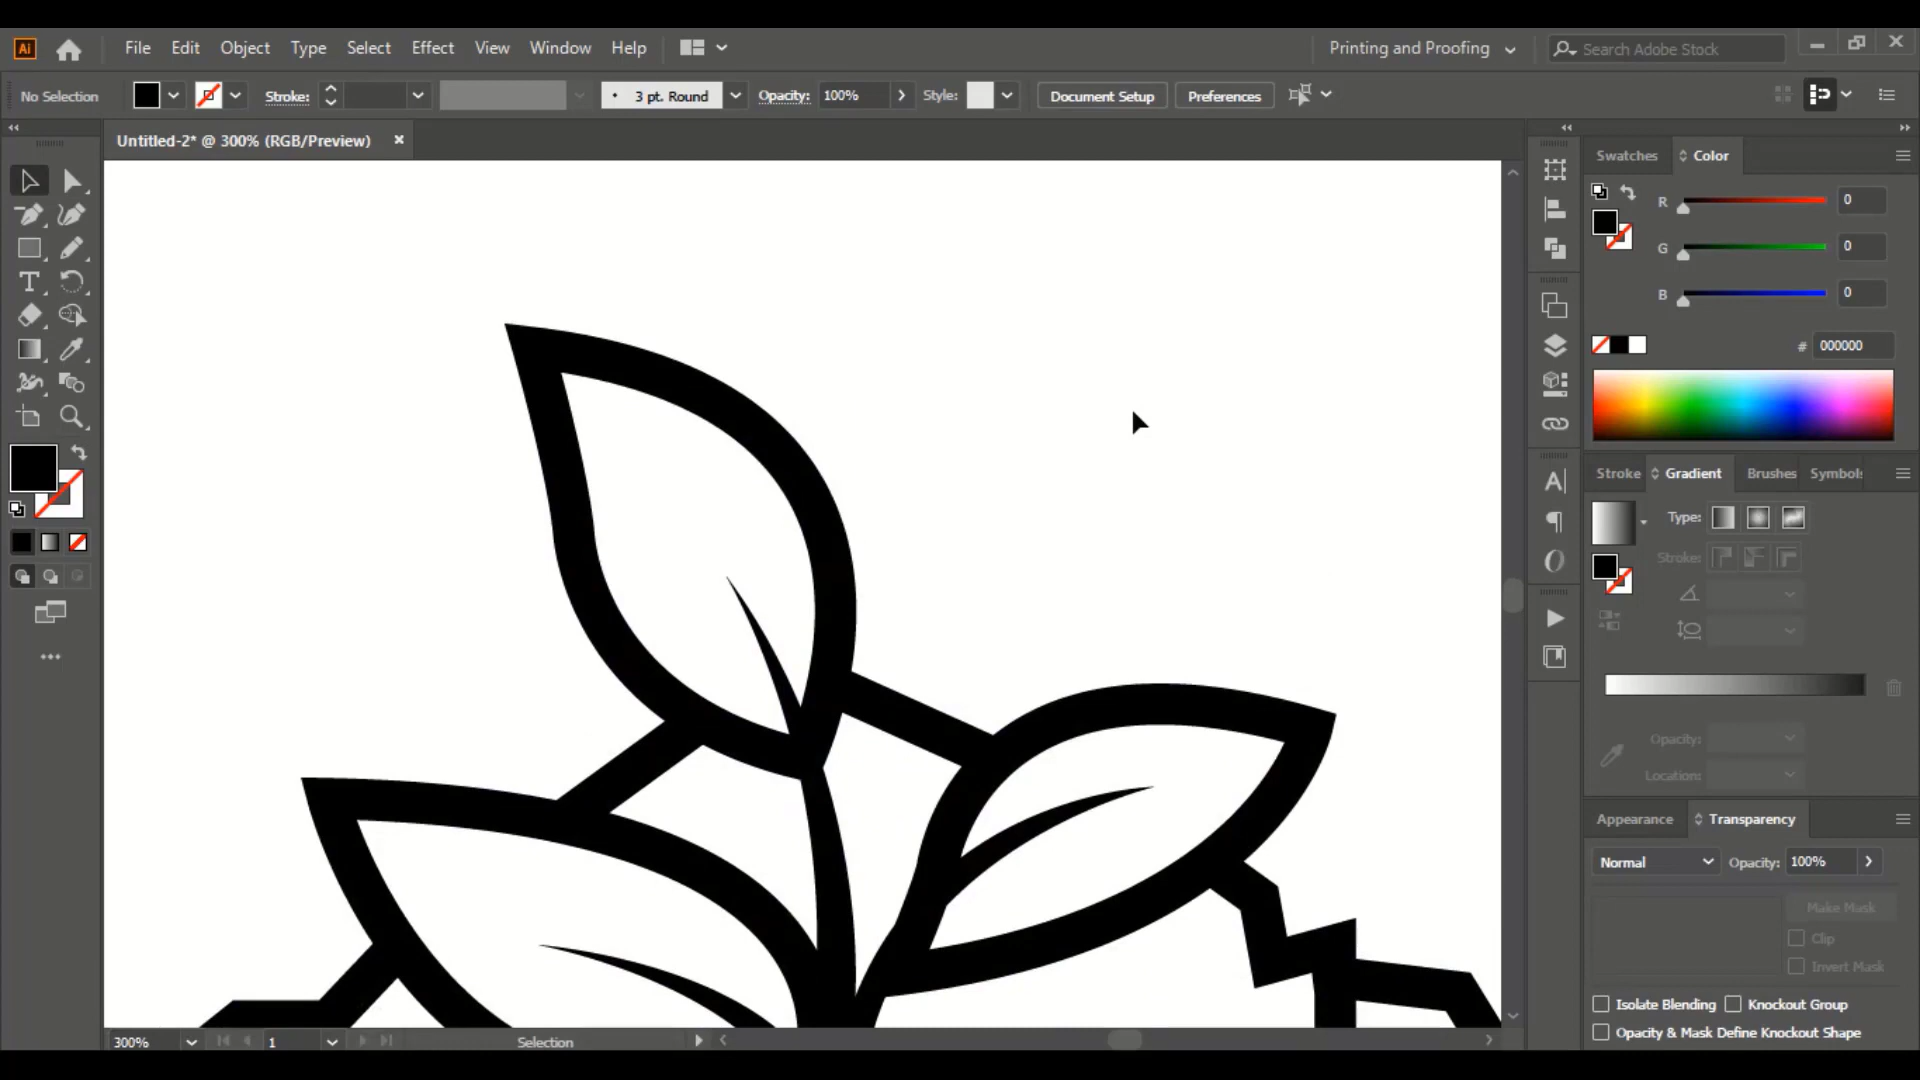 Ai File Edit Object Type Select Effect View Window Help Printing and Proofing Search Adobe Stock
No Selection Stroke: 3 pt. Round Opacity: 100% Style: Document Setup Preferences
Untitled-2* @ 300% (RGB/Preview)
Swatches Color
R 0
G 0
B 0
# 000000
Stroke Gradient Brushes Symbols
Type:
Stroke:
Opacity:
Location:
Appearance Transparency
Normal Opacity: 100%
Make Mask
Clip
Invert Mask
Isolate Blending Knockout Group
Opacity & Mask Define Knockout Shape
300% 1 Selection